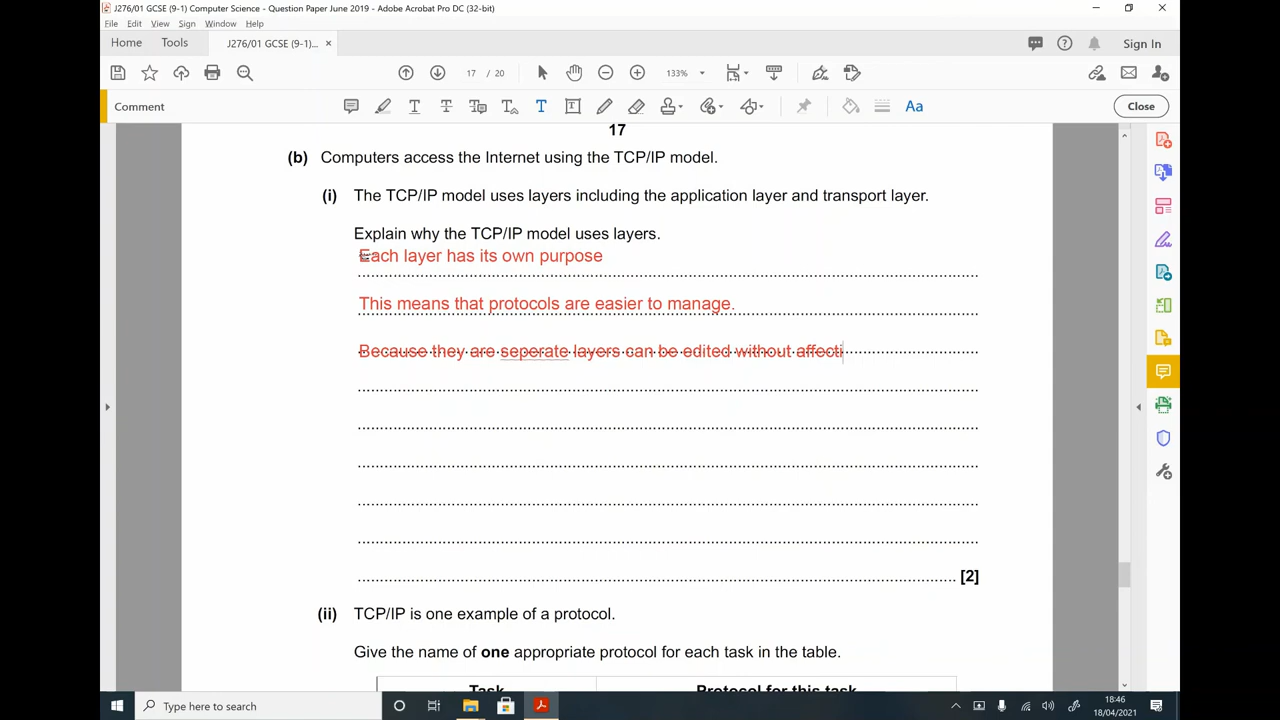 J276/01 GCSE (9-1) Computer Science - Question Paper June 2019 - Adobe Acrobat Pro DC (32-bit)
File Edit View Sign Window Help
Home Tools J276/01 GCSE (9-1)... × Sign In
17 / 20 133%
Comment Aa Close
17
(b) Computers access the Internet using the TCP/IP model.
(i) The TCP/IP model uses layers including the application layer and transport layer.
Explain why the TCP/IP model uses layers.
Each layer has its own purpose
This means that protocols are easier to manage.
Because they are seperate layers can be edited without affecti
[2]
(ii) TCP/IP is one example of a protocol.
Give the name of one appropriate protocol for each task in the table.
Task Protocol for this task
Type here to search 18:46
18/04/2021